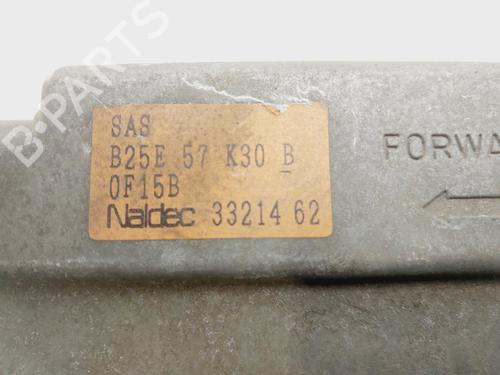 B-PARTS
SAS
B25E 57 K30 B
0F15B
Naldec 33214 62
FORWA